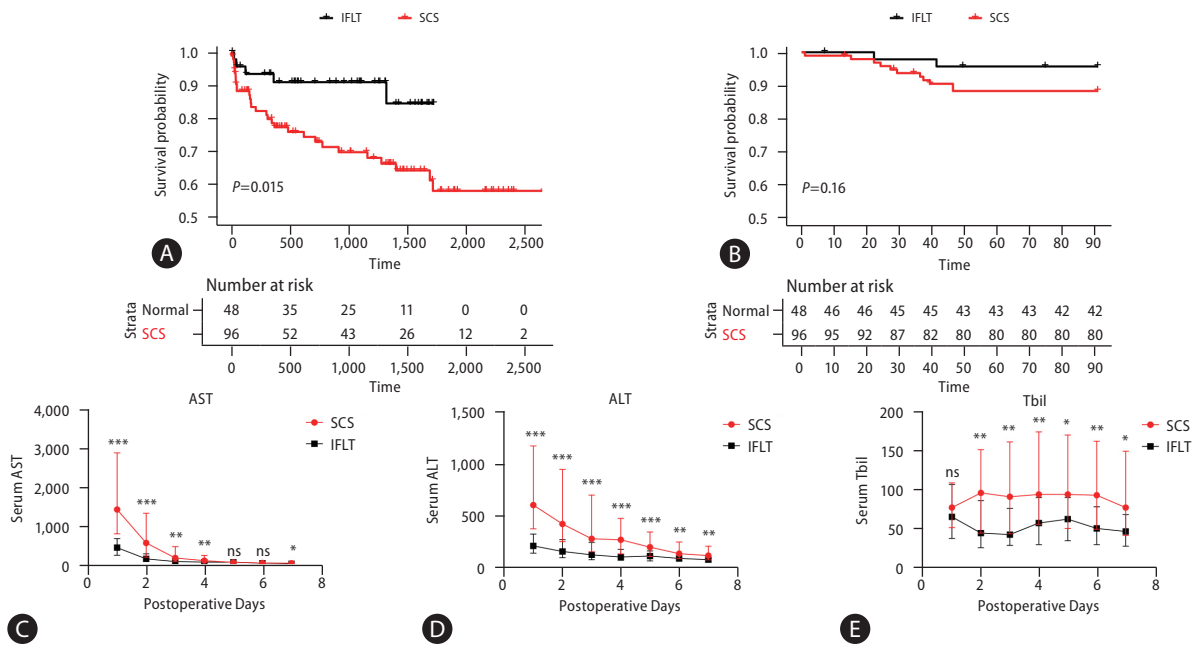 IFLT SCS
1.0
0.9
0.8
0.7
0.6
0.5
Survival probability
P=0.015
0 500 1,000 1,500 2,000 2,500
Time
A
Number at risk
Strata
Normal 48 35 25 11 0 0
SCS 96 52 43 26 12 2
0 500 1,000 1,500 2,000 2,500
Time
IFLT SCS
1.0
0.9
0.8
0.7
0.6
0.5
Survival probability
P=0.16
0 10 20 30 40 50 60 70 80 90
Time
B
Number at risk
Strata
Normal 48 46 46 45 45 43 43 43 42 42
SCS 96 95 92 87 82 80 80 80 80 80
0 10 20 30 40 50 60 70 80 90
Time
AST
4,000
3,000
2,000
1,000
0
Serum AST
*** *** ** ** ns ns *
SCS
IFLT
0 2 4 6 8
Postoperative Days
C
ALT
1,500
1,000
500
0
Serum ALT
*** *** *** *** *** ** **
SCS
IFLT
0 2 4 6 8
Postoperative Days
D
Tbil
200
150
100
50
0
Serum Tbil
ns ** ** ** * ** *
SCS
IFLT
0 2 4 6 8
Postoperative Days
E